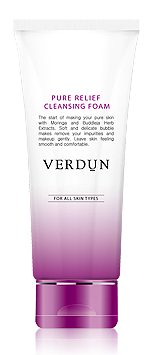 PURE RELIEF
CLEANSING FOAM
The start of making your pure skin
with Moringa and Buddleja Herb
Extracts. Soft and delicate bubble
makes remove your impurities and
makeup gently. Leave skin feeling
smooth and comfortable.
VERDUN
FOR ALL SKIN TYPES